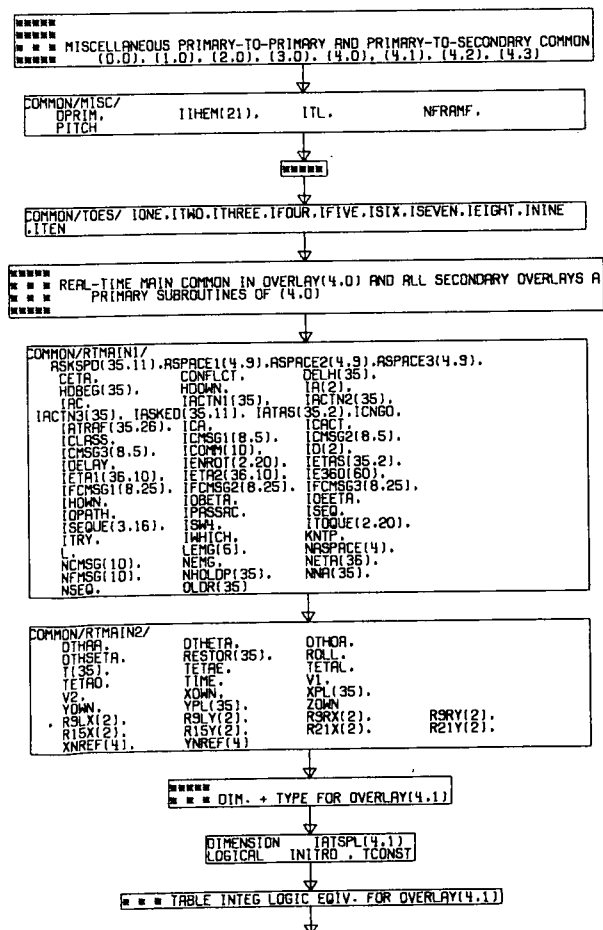 MISCELLANEOUS PRIMARY-TO-PRIMARY AND PRIMARY-TO-SECONDARY COMMON
(0.0). (1.0). (2.0). (3.0). (4.0). (4.1). (4.2). (4.3)
COMMON/MISC/
DPRIM, IIHEM(21), ITL, NFRAMF,
PITCH
COMMON/TOES/ IONE,ITWO,ITHREE,IFOUR,IFIVE,ISIX,ISEVEN,IEIGHT,ININE
,ITEN
REAL-TIME MAIN COMMON IN OVERLAY(4.0) AND ALL SECONDARY OVERLAYS A
PRIMARY SUBROUTINES OF (4.0)
COMMON/RTMAIN1/
ASKSPD(35,11),ASPACE1(4,9),ASPACE2(4,9),ASPACE3(4,9),
CETA, CONFLCT, DELH(35),
HDBEG(35), HDOWN, IA(2),
IAC, IACTN1(35), IACTN2(35),
IACTN3(35), IASKED(35,11), IATAS(35,2),ICNGO,
IATRAF(35,26), ICA, ICACT,
ICLASS, ICMSG1(8,5), ICMSG2(8,5),
ICMSG3(8,5), ICOMM(10), ID(2),
IDELAY, IENROT(2,20), IETAS(35,2),
IETA1(36,10), IETA2(36,10), IE360(60),
IFCMSG1(8,25), IFCMSG2(8,25), IFCMSG3(8,25),
IHOWN, IOBETA, IOEETA,
IOPATH, IPASSAC, ISEQ,
ISEQUE(3,16), ISW4, ITOQUE(2,20),
ITRY, IWHICH, KNTP,
L, LEMG(6), NASPACE(4),
NCMSG(10), NEMG, NETA(36),
NFMSG(10), NHOLDP(35), NNA(35),
NSEQ, OLDR(35)
COMMON/RTMAIN2/
DTHAA, DTHETA, DTHOA,
DTHSETA, RESTOR(35), ROLL,
T(35), TETAE, TETAL,
TETAO, TIME, V1,
V2, XOWN, XPL(35),
YOWN, YPL(35), ZOWN
, R9LX(2), R9LY(2), R9RX(2), R9RY(2),
R15X(2), R15Y(2), R21X(2), R21Y(2),
XNREF(4), YNREF(4)
DIM. + TYPE FOR OVERLAY(4.1)
DIMENSION IATSPL(4,1)
LOGICAL INITRO , TCONST
TABLE INTEG LOGIC EQIV. FOR OVERLAY(4.1)